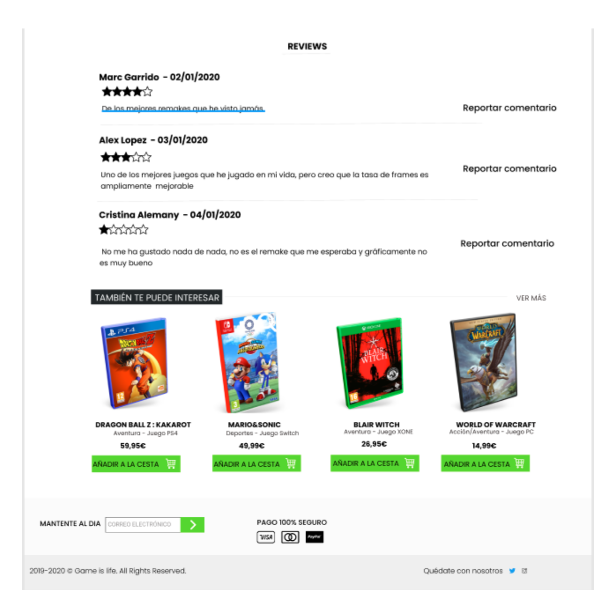 REVIEWS
Marc Garrido - 02/01/2020
De los mejores remakes que he visto jamás.
Reportar comentario
Alex Lopez - 03/01/2020
Uno de los mejores juegos que he jugado en mi vida, pero creo que la tasa de frames es
ampliamente mejorable
Reportar comentario
Cristina Alemany - 04/01/2020
No me ha gustado nada de nada, no es el remake que me esperaba y gráficamente no
es muy bueno
Reportar comentario
TAMBIÉN TE PUEDE INTERESAR
VER MÁS
PS4
BLAIR
WITCH
WARCRAFT
DRAGON BALL Z : KAKAROT
Aventura - Juego PS4
59,95€
AÑADIR A LA CESTA
MARIO&SONIC
Deportes - Juego Switch
49,99€
AÑADIR A LA CESTA
BLAIR WITCH
Aventura - Juego XONE
26,95€
AÑADIR A LA CESTA
WORLD OF WARCRAFT
Acción/Aventura - Juego PC
14,99€
AÑADIR A LA CESTA
MANTENTE AL DIA
CORREO ELECTRÓNICO
PAGO 100% SEGURO
VISA
PayPal
2019-2020 © Game is life. All Rights Reserved.
Quédate con nosotros